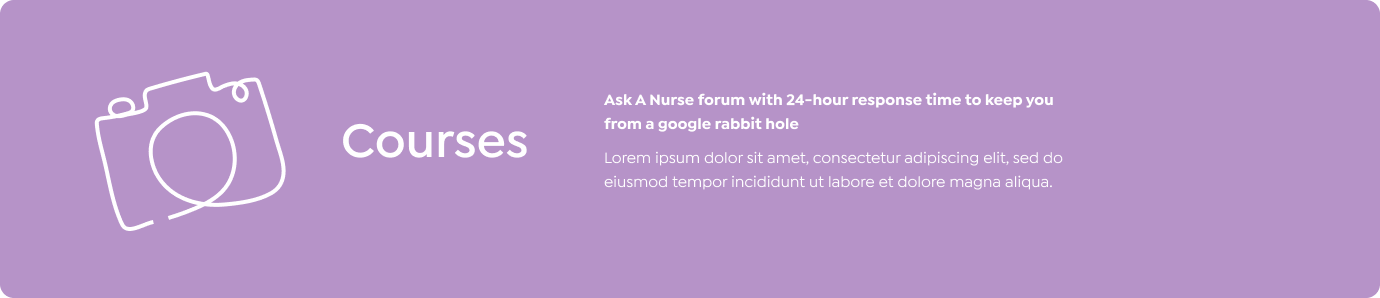 Courses
Ask A Nurse forum with 24-hour response time to keep you
from a google rabbit hole
Lorem ipsum dolor sit amet, consectetur adipiscing elit, sed do
eiusmod tempor incididunt ut labore et dolore magna aliqua.